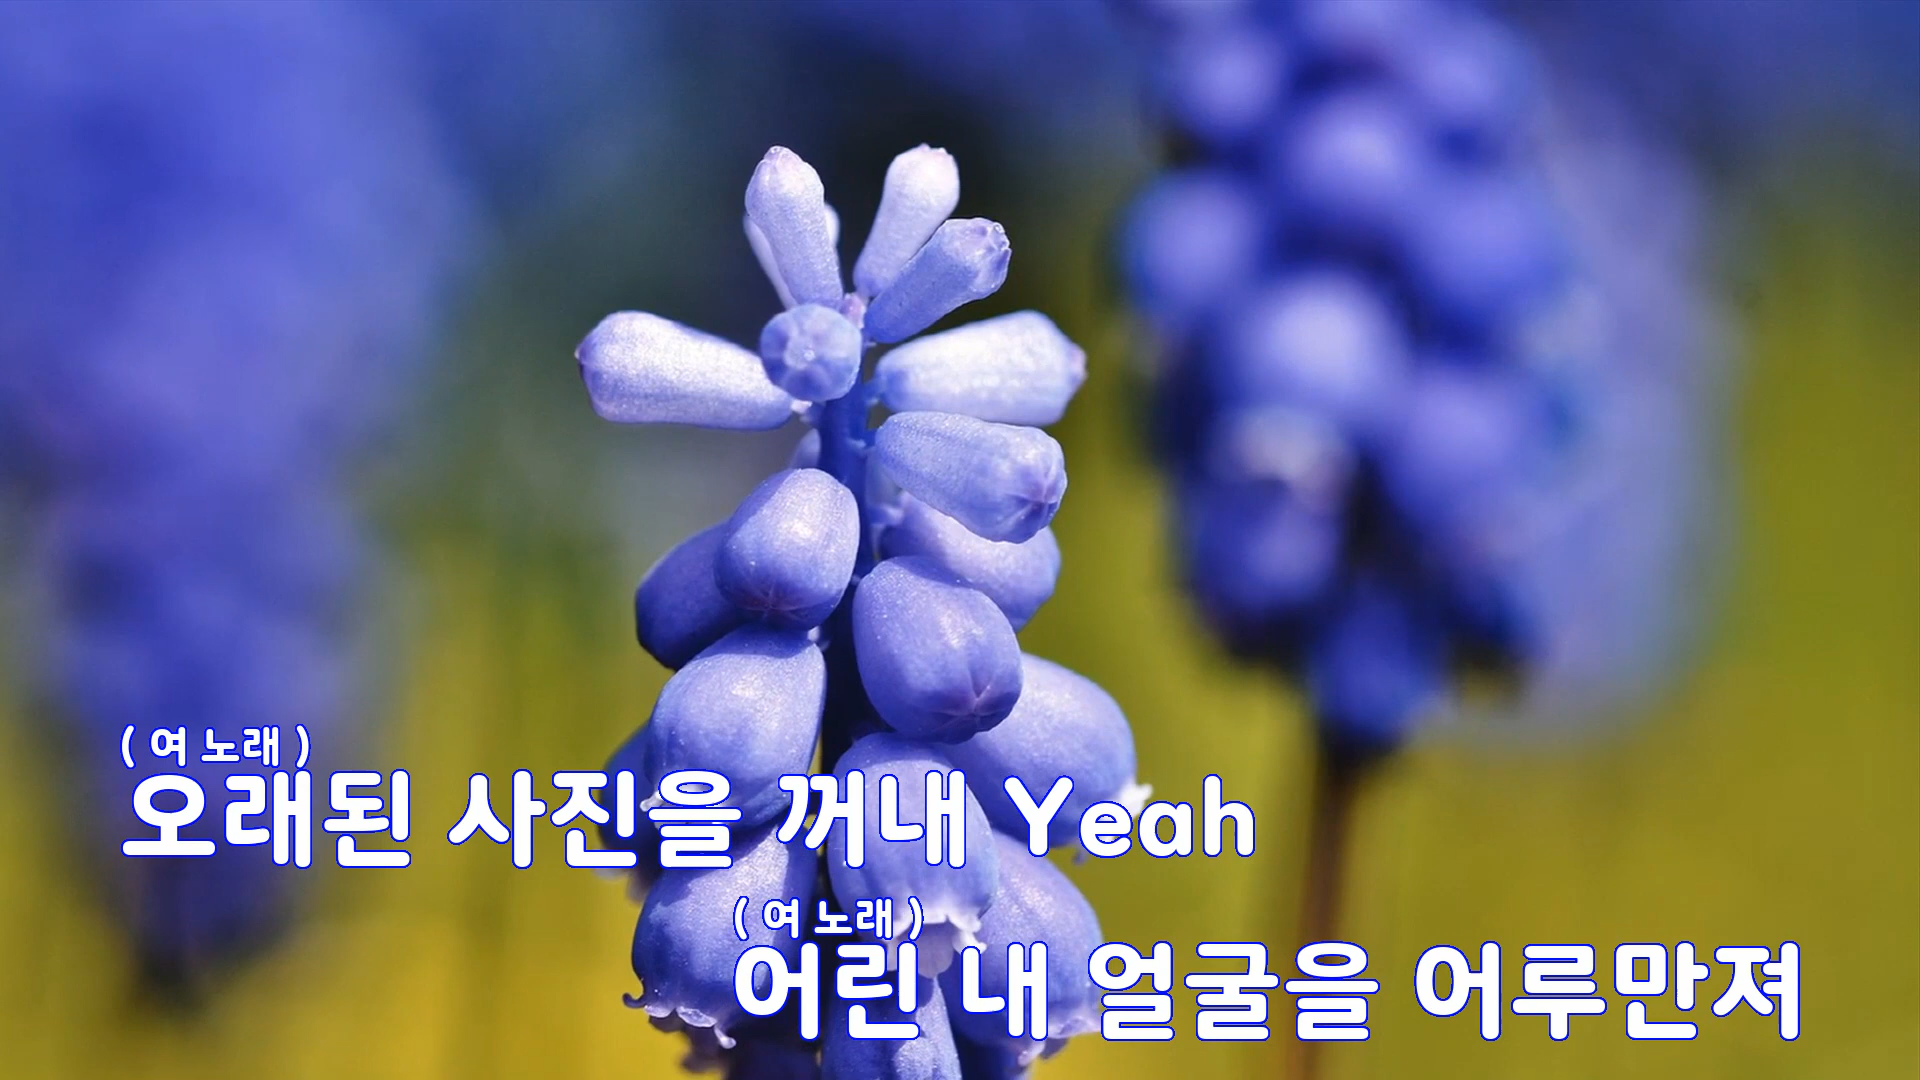 ( 여 노래 )
오래된 사진을 꺼내 Yeah
( 여 노래 )
어린 내 얼굴을 어루만져